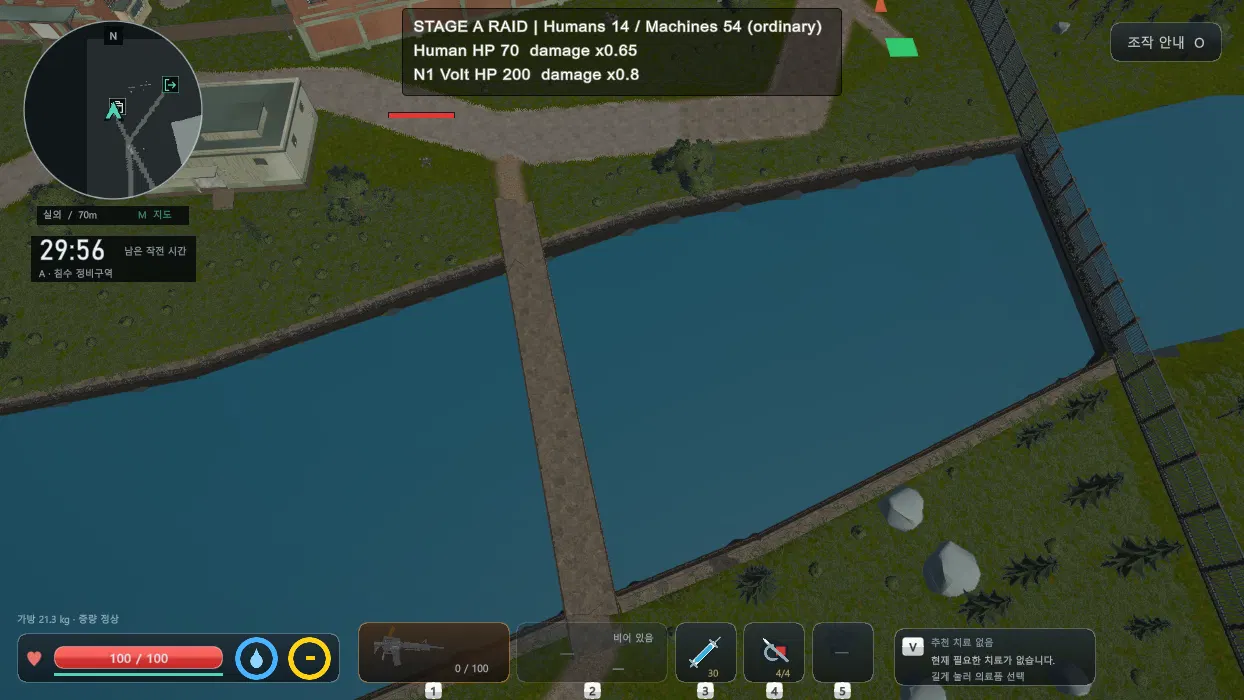 N
STAGE A RAID | Humans 14 / Machines 54 (ordinary)
Human HP 70 damage x0.65
N1 Volt HP 200 damage x0.8
조작 안내 O
실외 / 70m
M 지도
29:56
남은 작전 시간
A · 침수 정비구역
가방 21.3 kg · 중량 정상
100 / 100
0 / 100
1
비어 있음
2
30
3
4/4
4
5
V
추천 치료 없음
현재 필요한 치료가 없습니다.
길게 눌러 의료품 선택